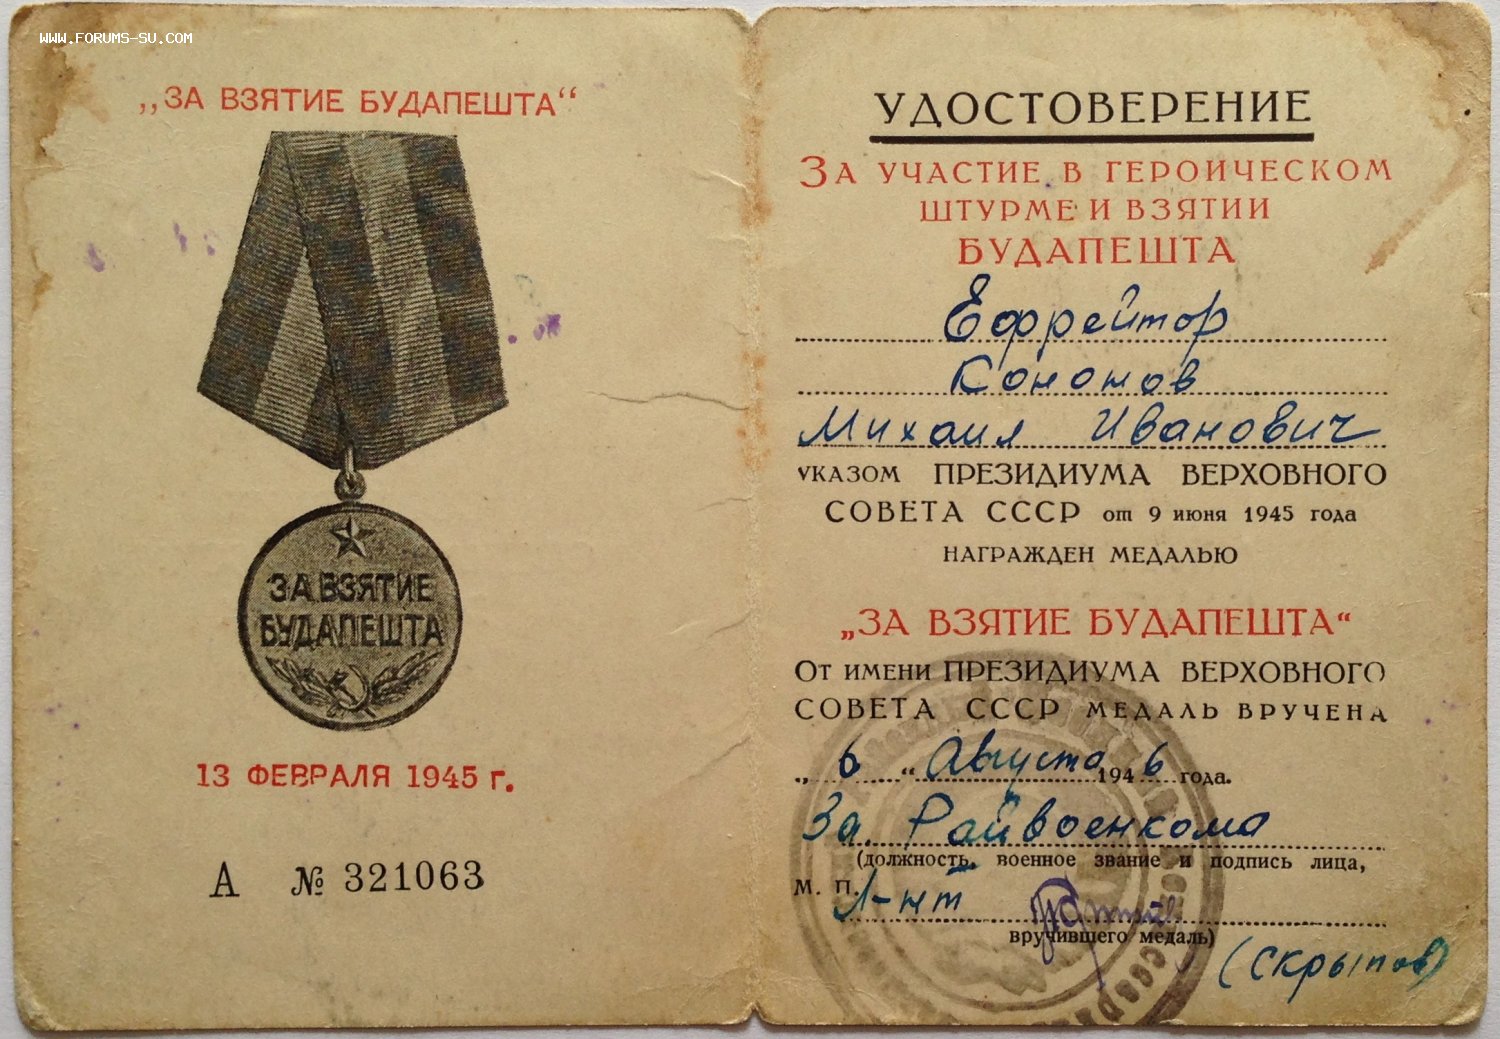 WWW.FORUMS-SU.COM
„ЗА ВЗЯТИЕ БУДАПЕШТА“
ЗА ВЗЯТИЕ
БУДАПЕШТА
13 ФЕВРАЛЯ 1945 г.
А № 321063
УДОСТОВЕРЕНИЕ
ЗА УЧАСТИЕ В ГЕРОИЧЕСКОМ
ШТУРМЕ И ВЗЯТИИ
БУДАПЕШТА
Ефрейтор
Кононов
Михаил Иванович
УКАЗОМ ПРЕЗИДИУМА ВЕРХОВНОГО
СОВЕТА СССР от 9 июня 1945 года
НАГРАЖДЕН МЕДАЛЬЮ
„ЗА ВЗЯТИЕ БУДАПЕШТА“
ОТ ИМЕНИ ПРЕЗИДИУМА ВЕРХОВНОГО
СОВЕТА СССР МЕДАЛЬ ВРУЧЕНА
„ 6 “ Августа 1946 года.
За Райвоенкома
(должность, военное звание и подпись лица,
М. П. л-нт
вручившего медаль)
(Скрыпов)